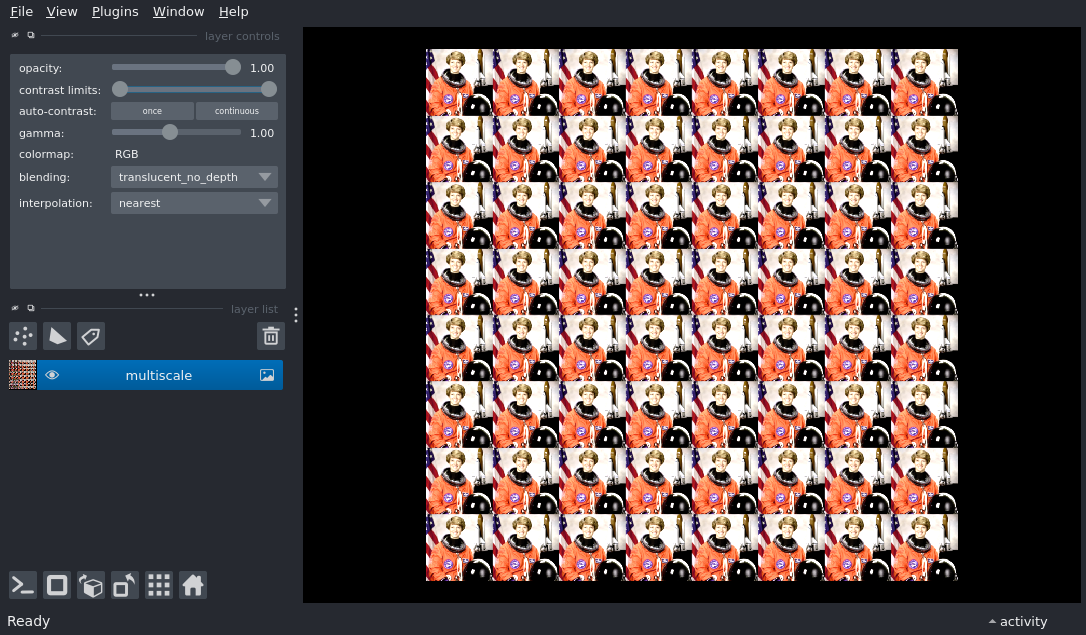 File View Plugins Window Help
layer controls
opacity: 1.00
contrast limits:
auto-contrast: once continuous
gamma: 1.00
colormap: RGB
blending: translucent_no_depth
interpolation: nearest
layer list
multiscale
Ready activity